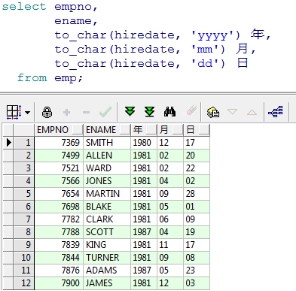 select empno,
ename,
to_char(hiredate, 'yyyy') 年,
to_char(hiredate, 'mm') 月,
to_char(hiredate, 'dd') 日
from emp;
EMPNO ENAME 年 月 日
1 7369 SMITH 1980 12 17
2 7499 ALLEN 1981 02 20
3 7521 WARD 1981 02 22
4 7566 JONES 1981 04 02
5 7654 MARTIN 1981 09 28
6 7698 BLAKE 1981 05 01
7 7782 CLARK 1981 06 09
8 7788 SCOTT 1987 04 19
9 7839 KING 1981 11 17
10 7844 TURNER 1981 09 08
11 7876 ADAMS 1987 05 23
12 7900 JAMES 1981 12 03